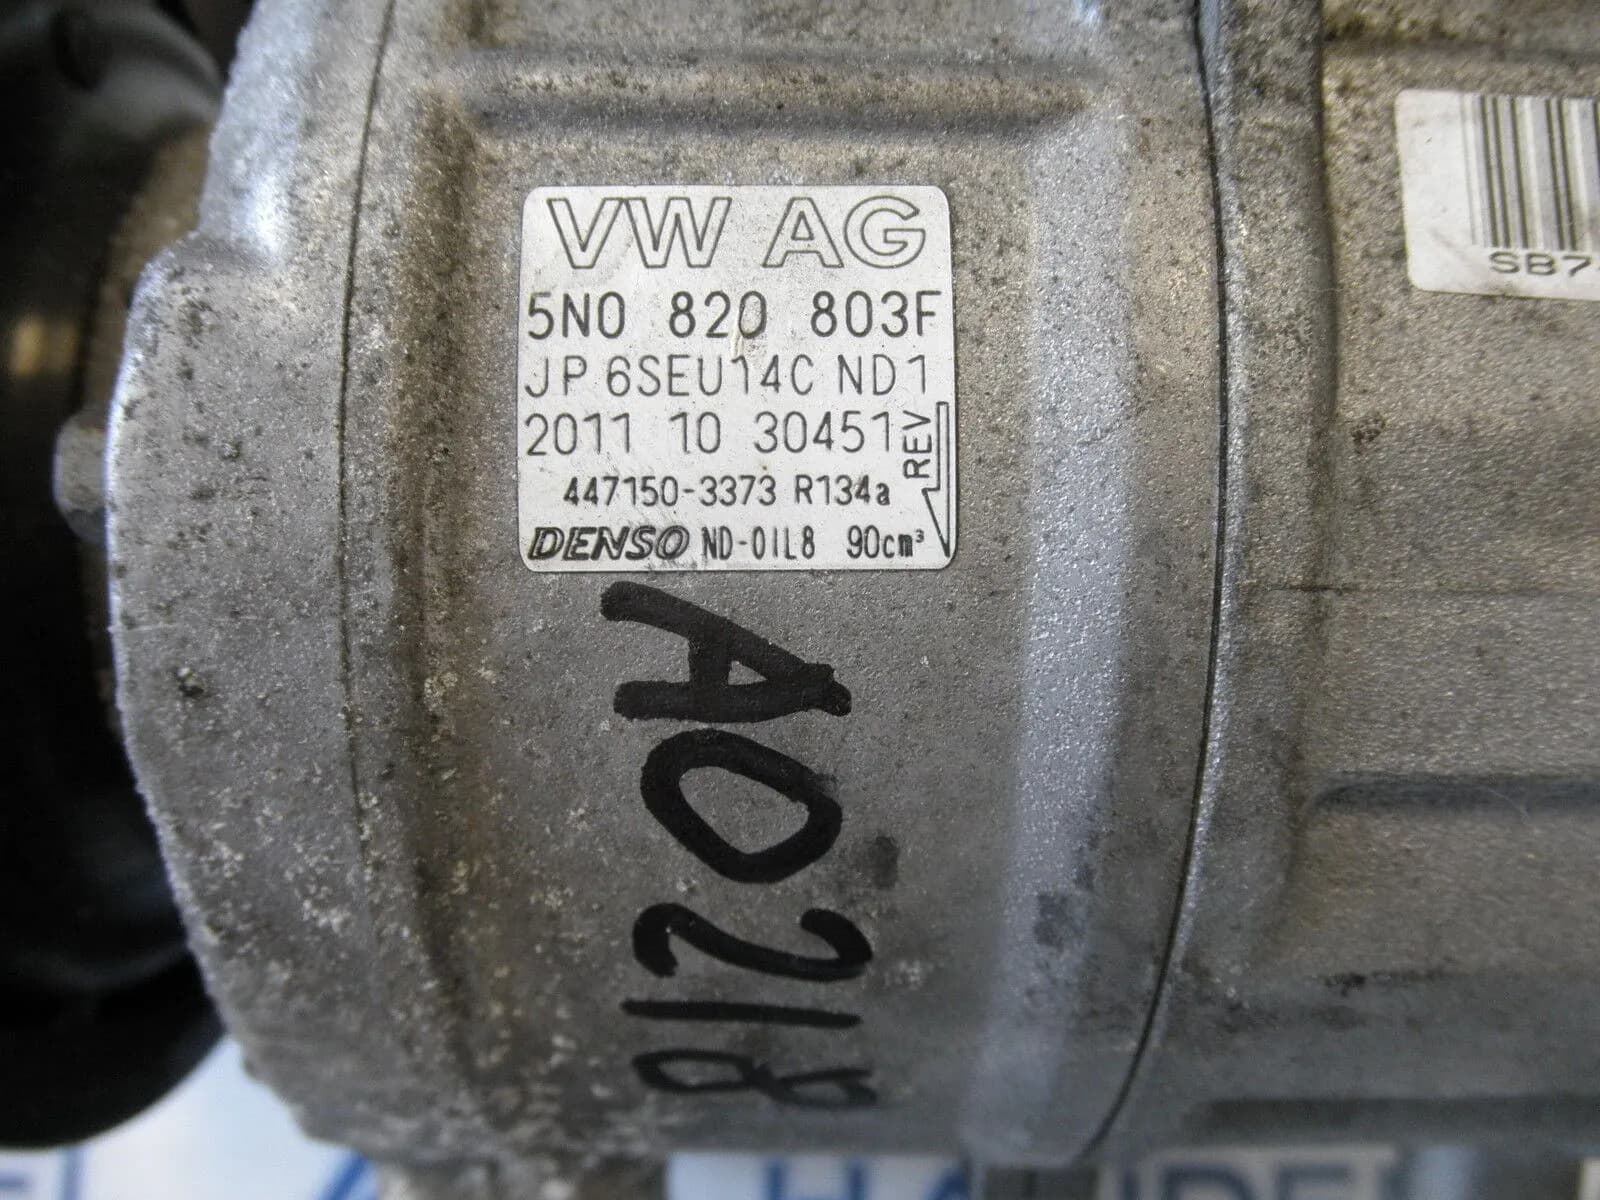 VW AG
5N0 820 803F
JP 6SEU14C ND1
2011 10 30451
REV
447150-3373 R134a
DENSO ND-OIL8 90cm³
A0218
SB7